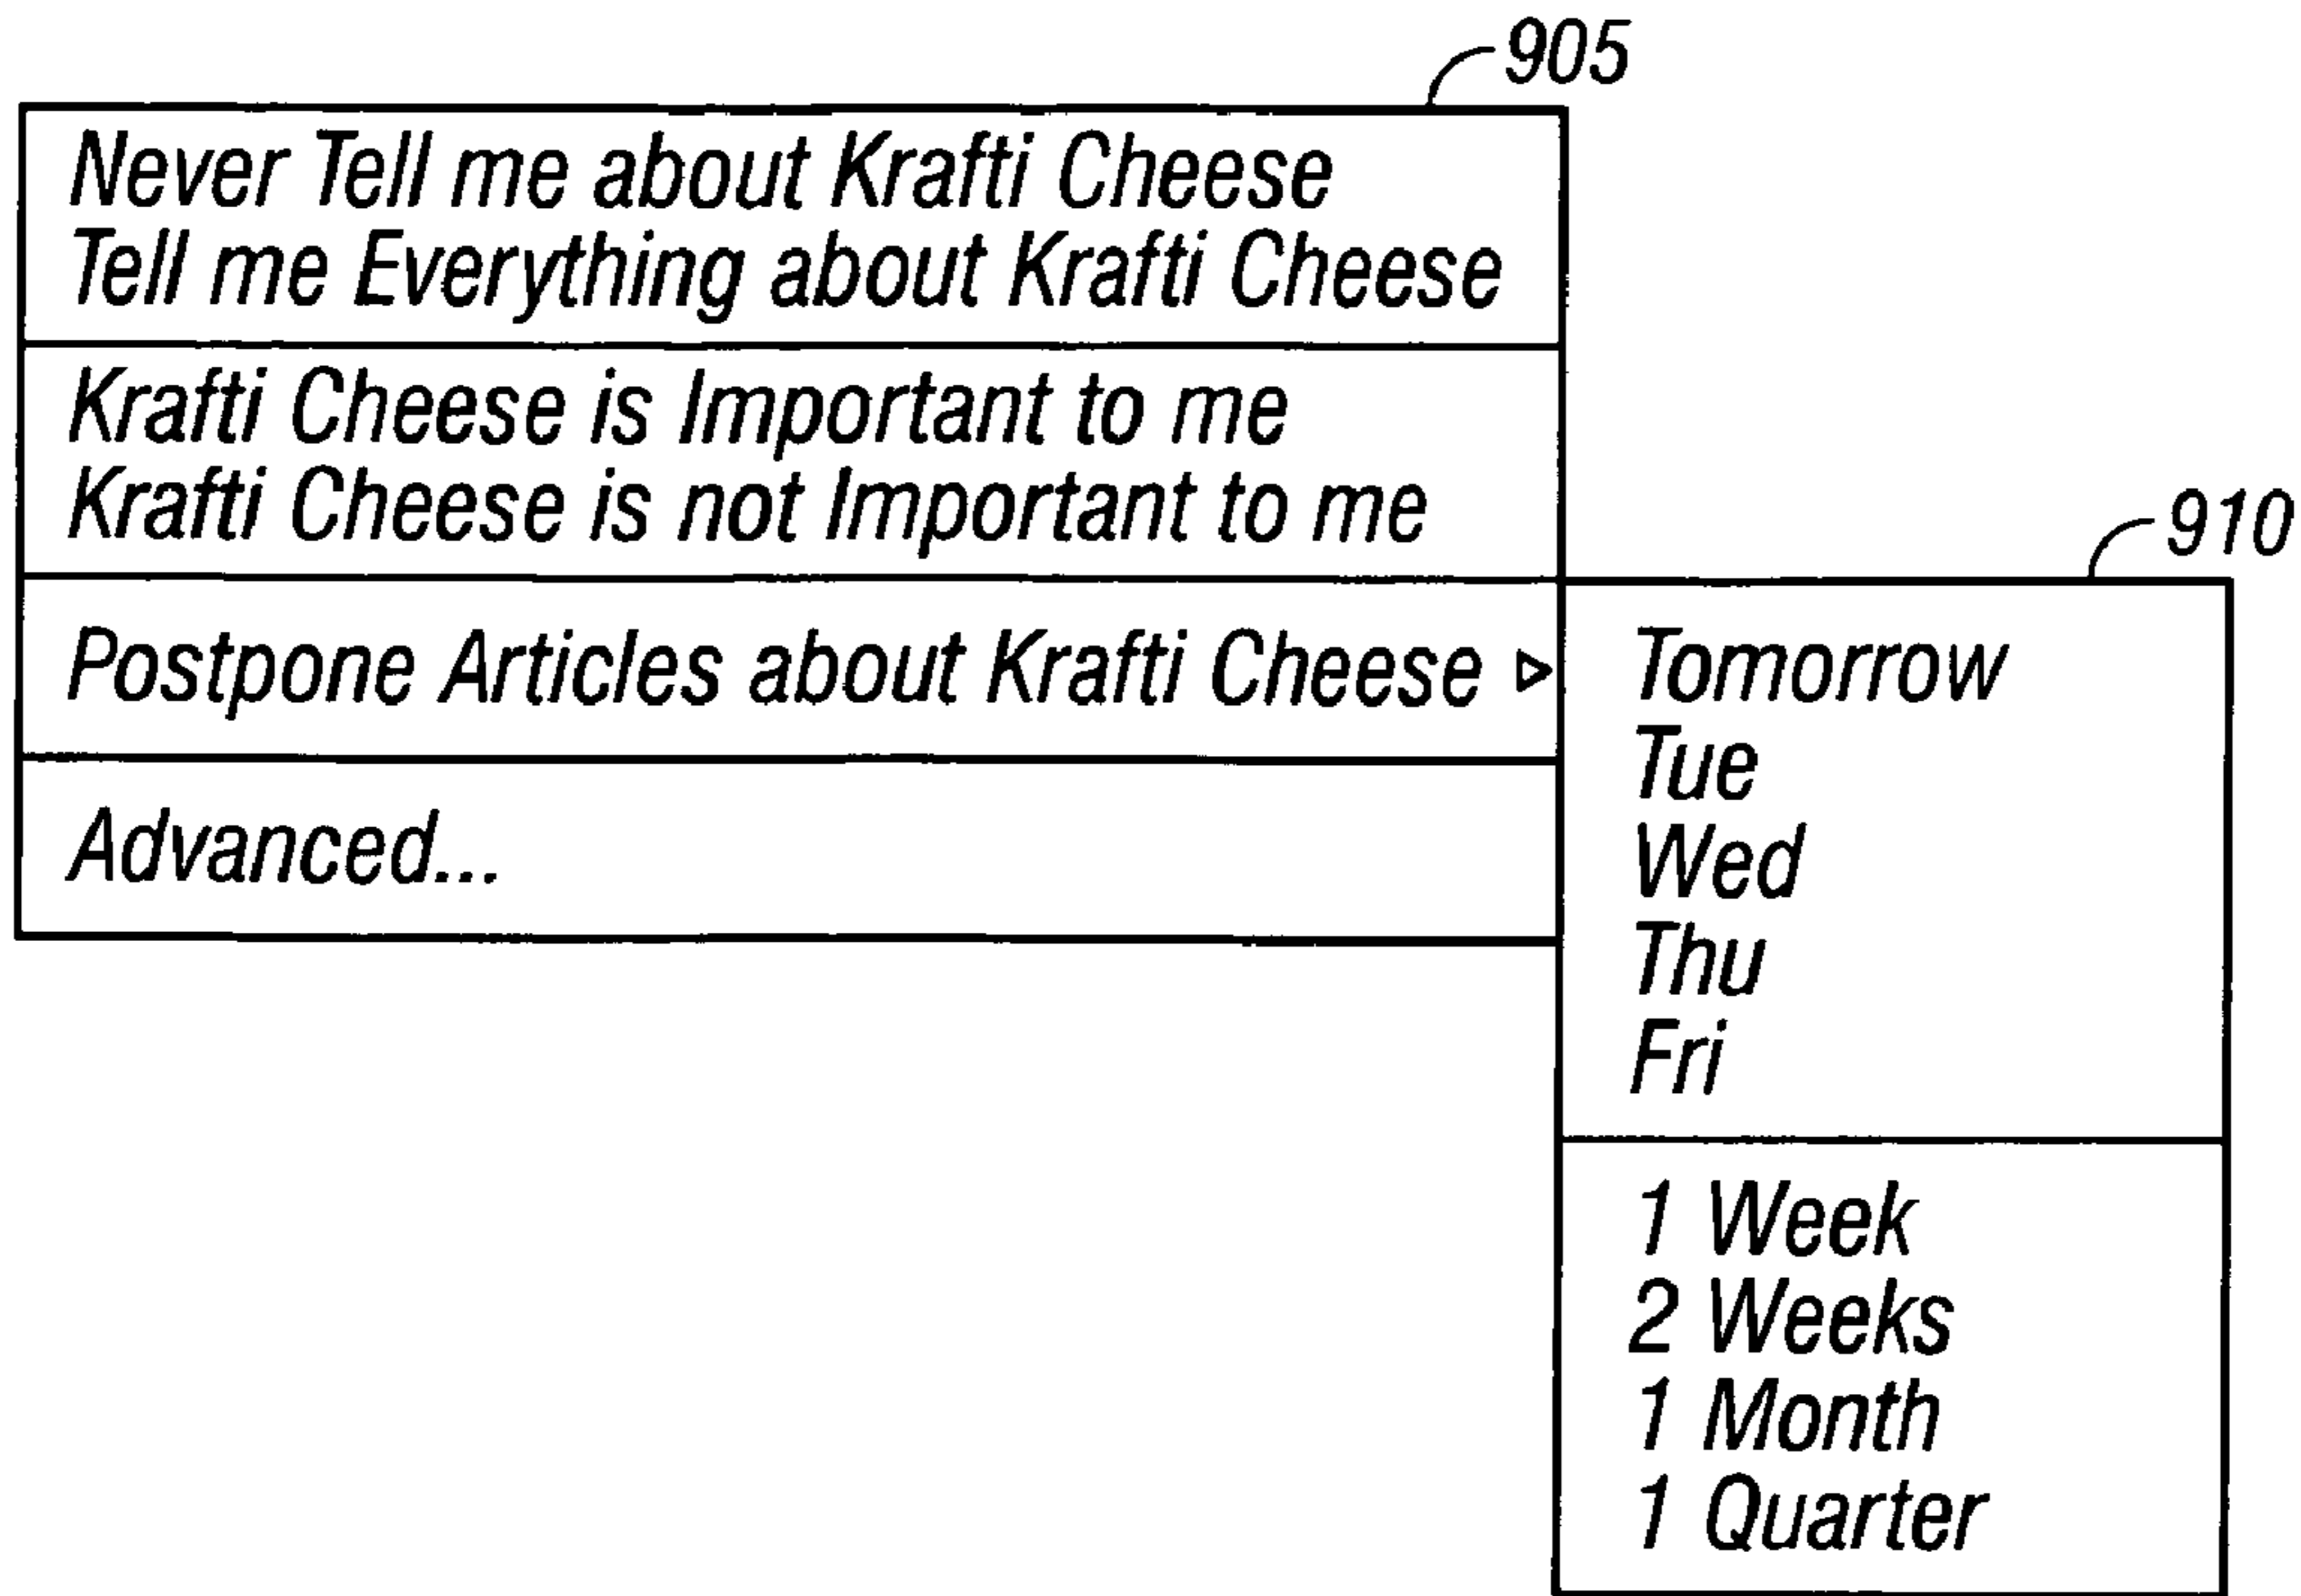 905
Never Tell me about Krafti Cheese
Tell me Everything about Krafti Cheese
Krafti Cheese is Important to me
Krafti Cheese is not Important to me
910
Postpone Articles about Krafti Cheese
Advanced...
Tomorrow
Tue
Wed
Thu
Fri
1 Week
2 Weeks
1 Month
1 Quarter